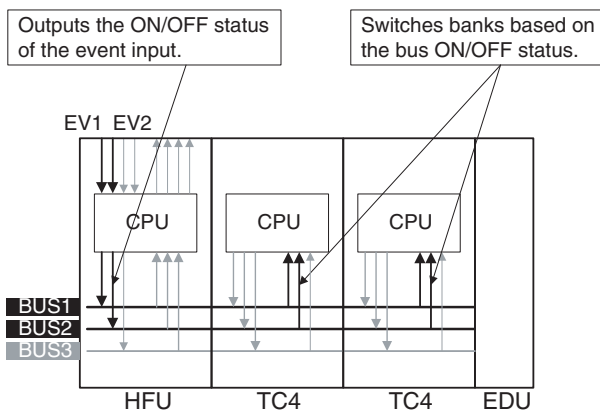 Outputs the ON/OFF status
of the event input.
Switches banks based on
the bus ON/OFF status.
EV1 EV2
CPU CPU CPU
BUS1
BUS2
BUS3
HFU TC4 TC4 EDU